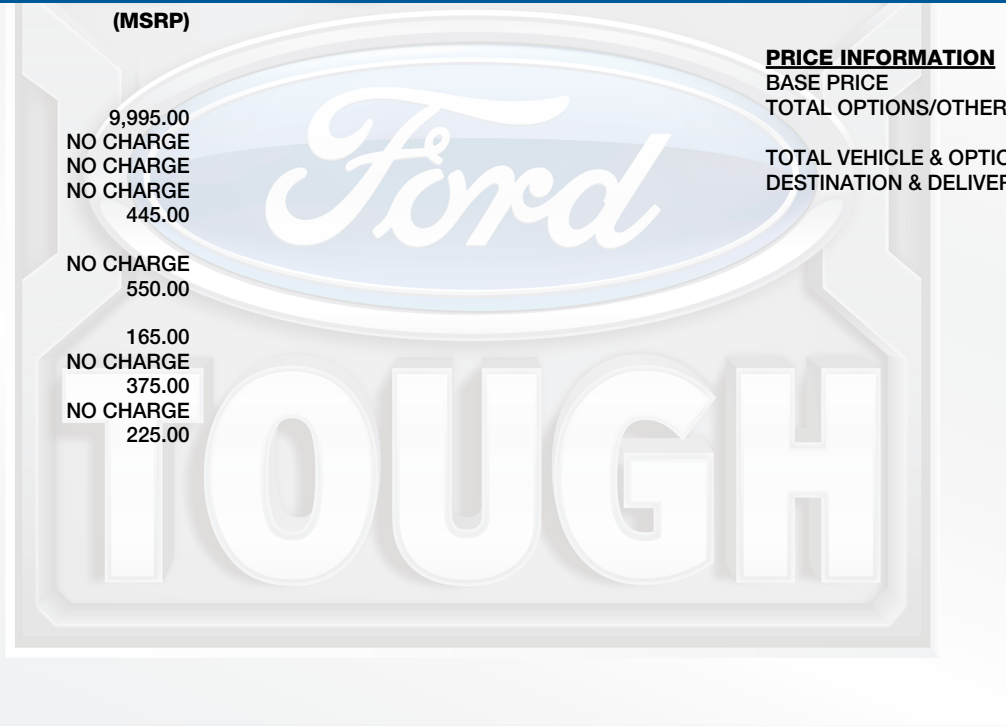 (MSRP)
9,995.00
NO CHARGE
NO CHARGE
NO CHARGE
445.00
NO CHARGE
550.00
165.00
NO CHARGE
375.00
NO CHARGE
225.00
PRICE INFORMATION
BASE PRICE
TOTAL OPTIONS/OTHER
TOTAL VEHICLE & OPTIO
DESTINATION & DELIVER
Ford
TOUGH